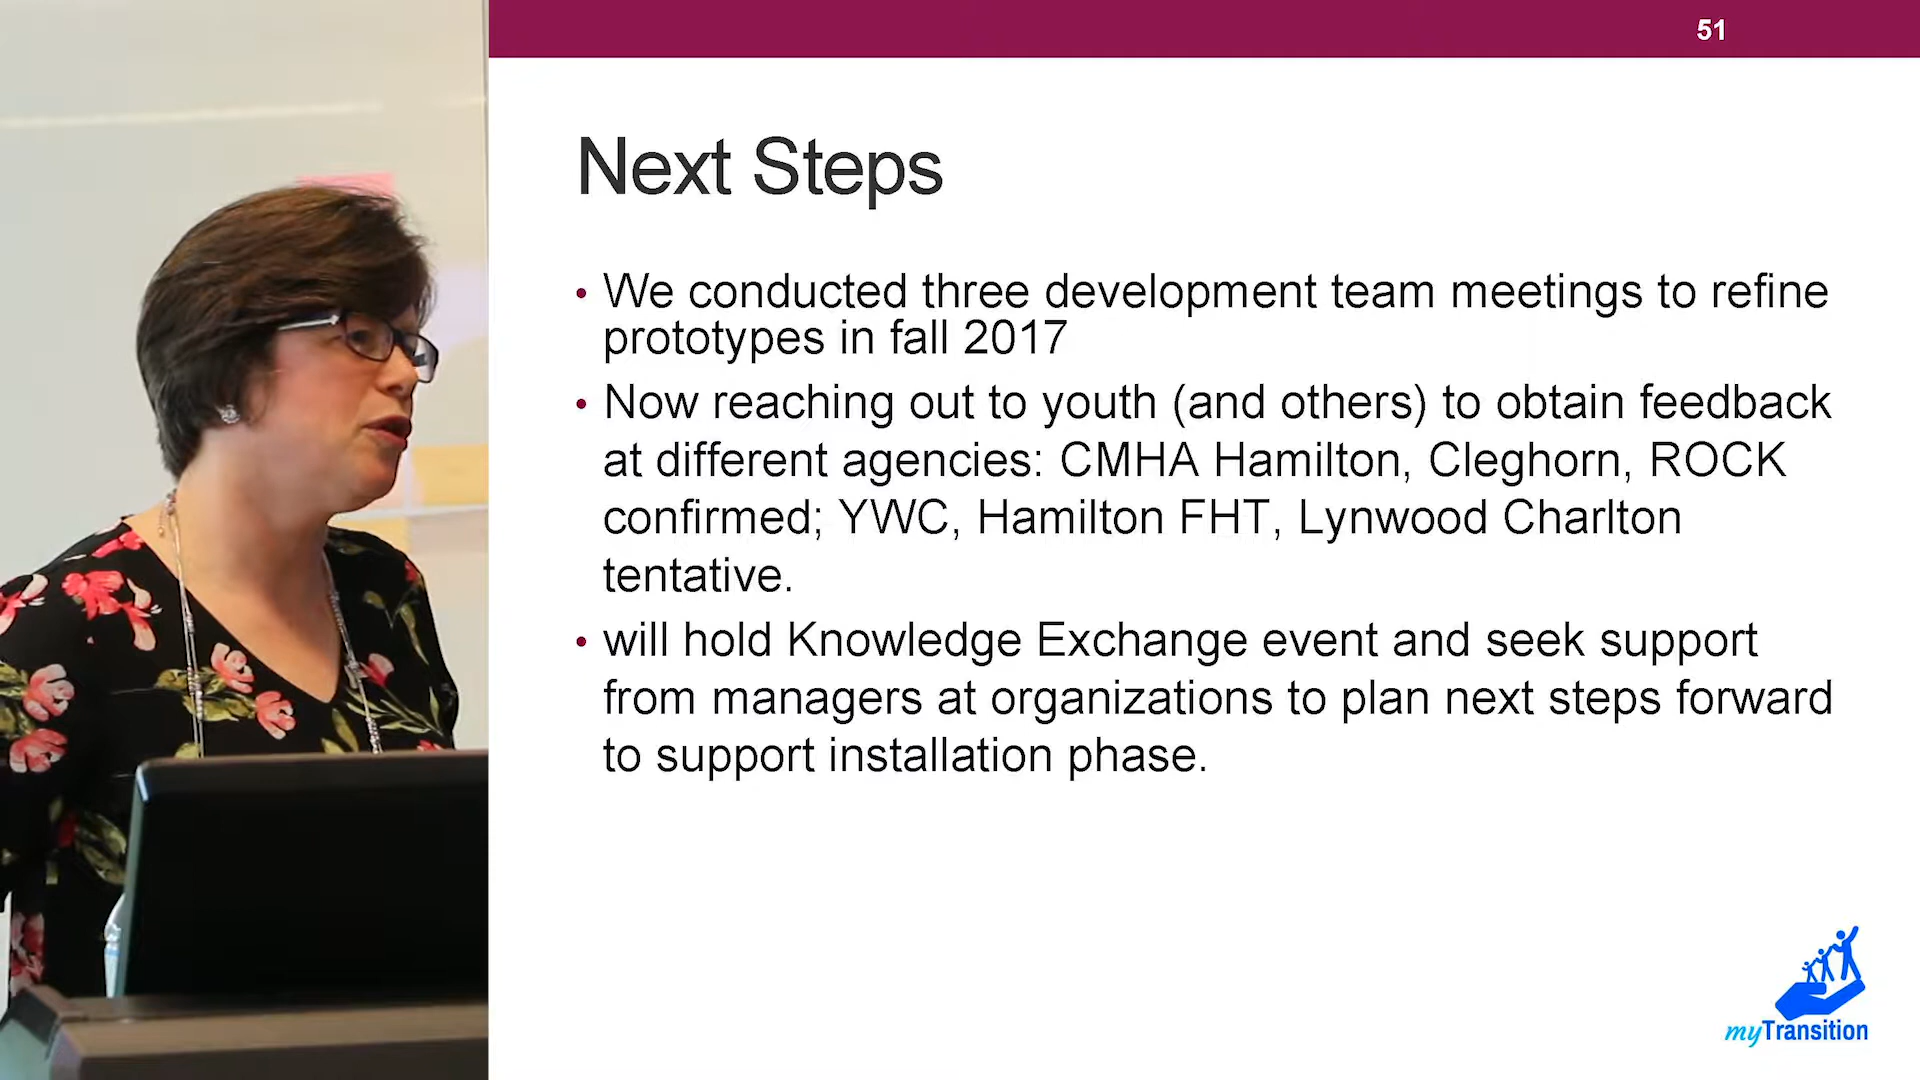 51
Next Steps
• We conducted three development team meetings to refine
prototypes in fall 2017
• Now reaching out to youth (and others) to obtain feedback
at different agencies: CMHA Hamilton, Cleghorn, ROCK
confirmed; YWC, Hamilton FHT, Lynwood Charlton
tentative.
• will hold Knowledge Exchange event and seek support
from managers at organizations to plan next steps forward
to support installation phase.
myTransition